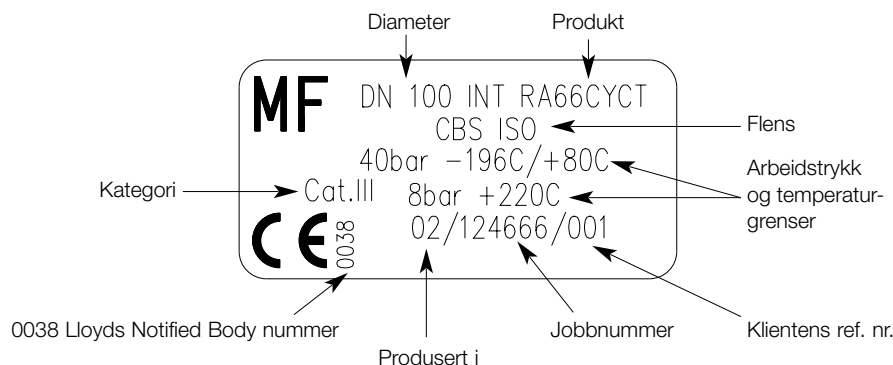 Diameter
Produkt
MF
DN 100 INT RA66CYCT
CBS ISO
Flens
40bar -196C/+80C
Arbeidstrykk
og temperatur-
grenser
Kategori
Cat.III
8bar +220C
CE
0038
02/124666/001
0038 Lloyds Notified Body nummer
Produsert i
Jobbnummer
Klientens ref. nr.